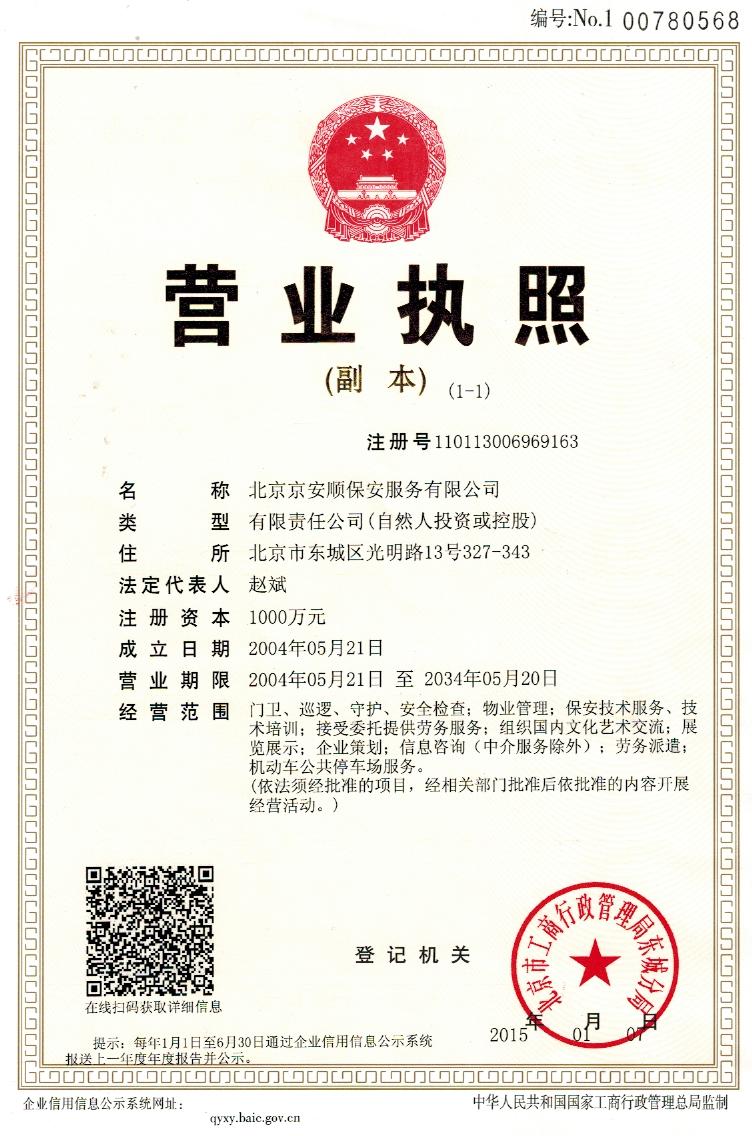 编号:No.1 00780568
营业执照
(副 本) (1-1)
注册号110113006969163
名 称 北京京安顺保安服务有限公司
类 型 有限责任公司(自然人投资或控股)
住 所 北京市东城区光明路13号327-343
法定代表人 赵斌
注册资本 1000万元
成立日期 2004年05月21日
营业期限 2004年05月21日 至 2034年05月20日
经营范围 门卫、巡逻、守护、安全检查；物业管理；保安技术服务、技
术培训；接受委托提供劳务服务；组织国内文化艺术交流；展
览展示；企业策划；信息咨询（中介服务除外）；劳务派遣；
机动车公共停车场服务。
(依法须经批准的项目，经相关部门批准后依批准的内容开展
经营活动。)
在线扫码获取详细信息
登记机关
北京市工商行政管理局东城分局
2015年 01月 07日
提示：每年1月1日至6月30日通过企业信用信息公示系统
报送上一年度年度报告并公示。
企业信用信息公示系统网址：
qyxy.baic.gov.cn
中华人民共和国国家工商行政管理总局监制